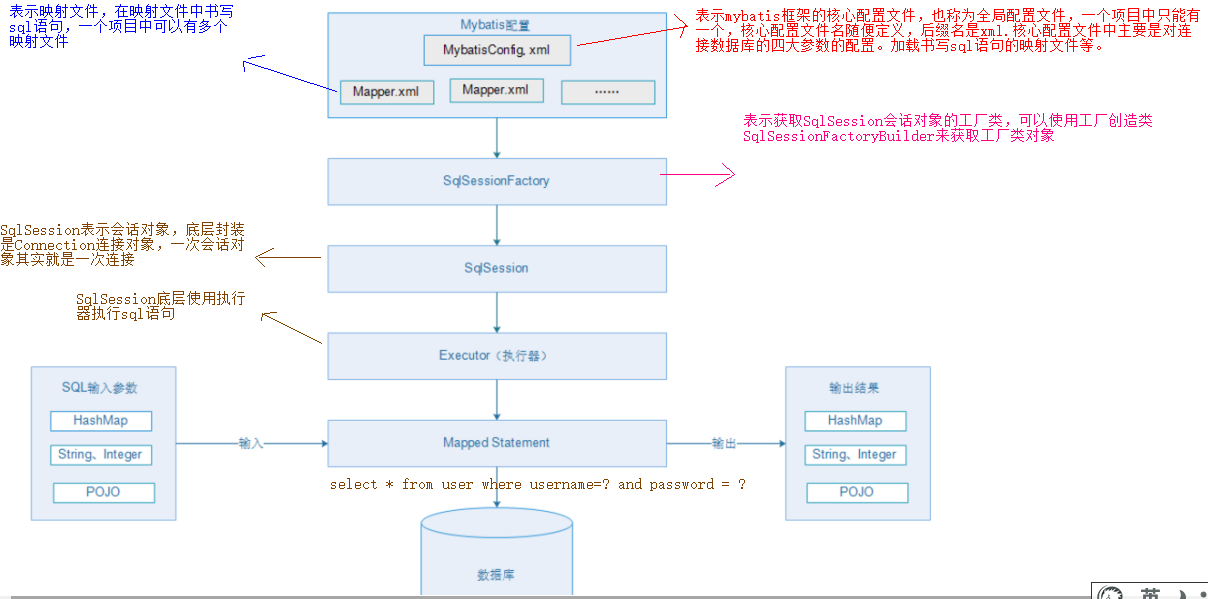 表示映射文件，在映射文件中书写
sql语句，一个项目中可以有多个
映射文件
Mybatis配置
MybatisConfig, xml
Mapper.xml
Mapper.xml
······
表示mybatis框架的核心配置文件，也称为全局配置文件，一个项目中只能有
一个，核心配置文件名随便定义，后缀名是xml.核心配置文件中主要是对连
接数据库的四大参数的配置。加载书写sql语句的映射文件等。
表示获取SqlSession会话对象的工厂类，可以使用工厂创造类
SqlSessionFactoryBuilder来获取工厂类对象
SqlSessionFactory
SqlSession表示会话对象，底层封装
是Connection连接对象，一次会话对
象其实就是一次连接
SqlSession
SqlSession底层使用执行
器执行sql语句
Executor（执行器）
SQL输入参数
HashMap
String、Integer
POJO
输入
Mapped Statement
输出
输出结果
HashMap
String、Integer
POJO
select * from user where username=? and password = ?
数据库
英